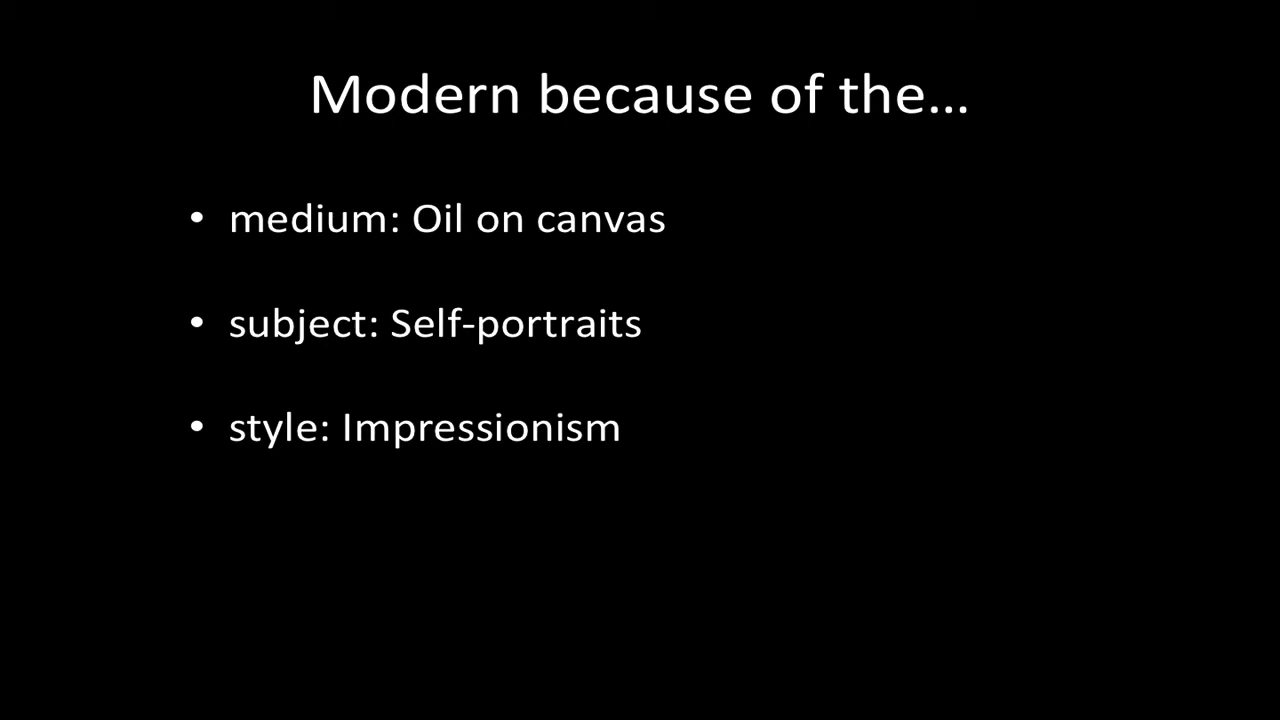 Modern because of the...
• medium: Oil on canvas
• subject: Self-portraits
• style: Impressionism